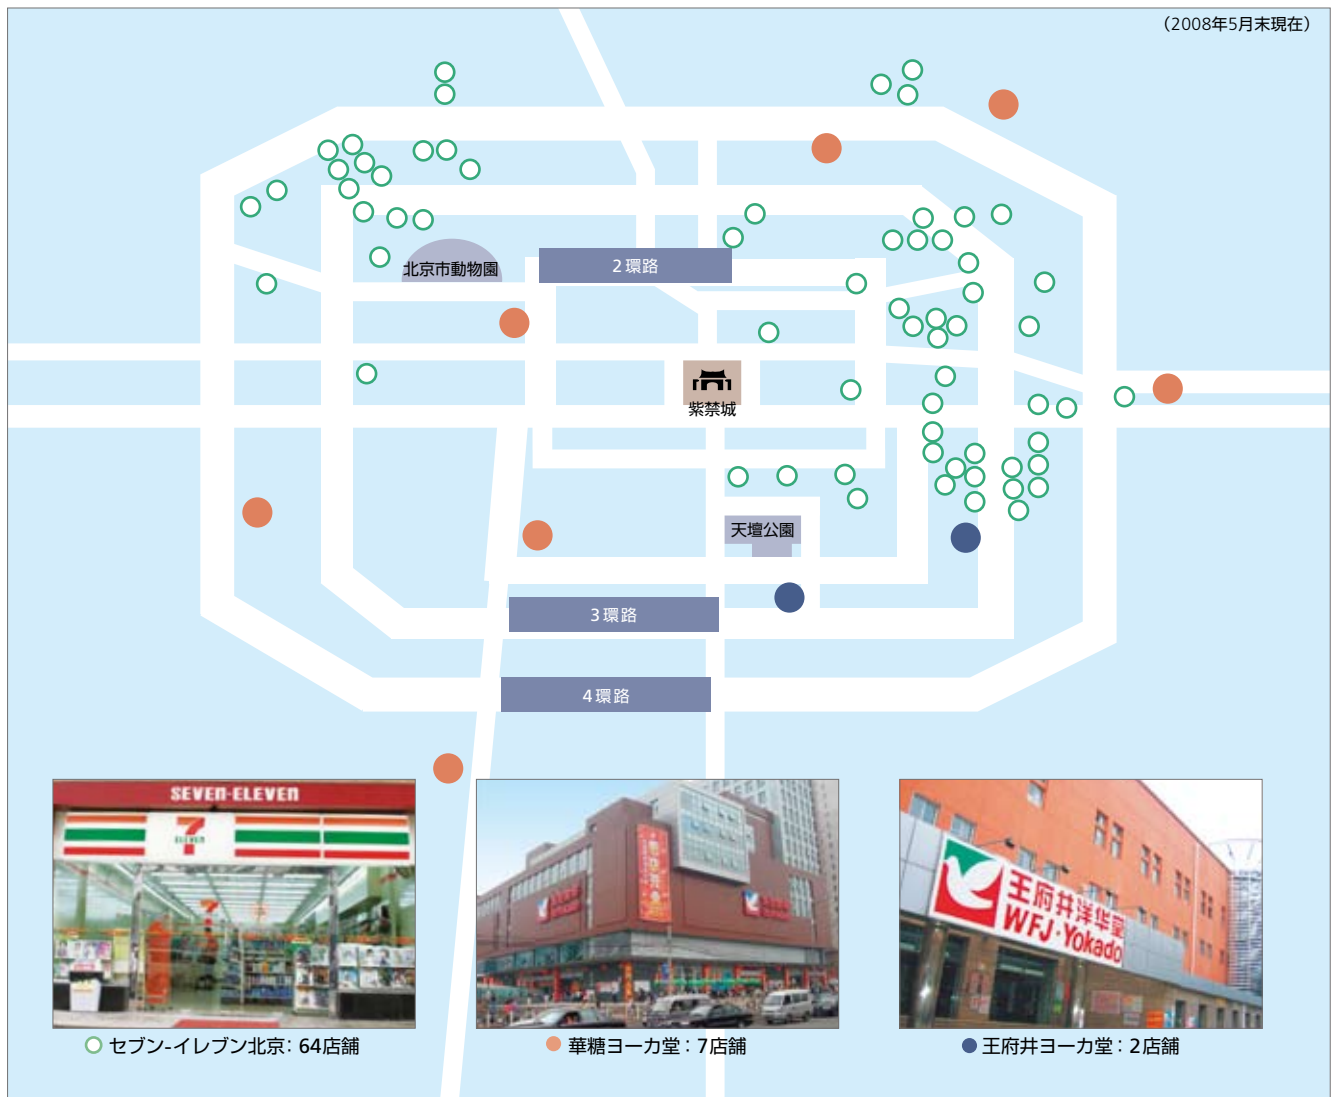 （2008年5月末現在）
北京市動物園
2環路
紫禁城
天壇公園
3環路
4環路
SEVEN-ELEVEN
7
ELEVEN
王府井洋华堂
WFJ・Yokado
セブン-イレブン北京：64店舗
華糖ヨーカ堂：7店舗
王府井ヨーカ堂：2店舗